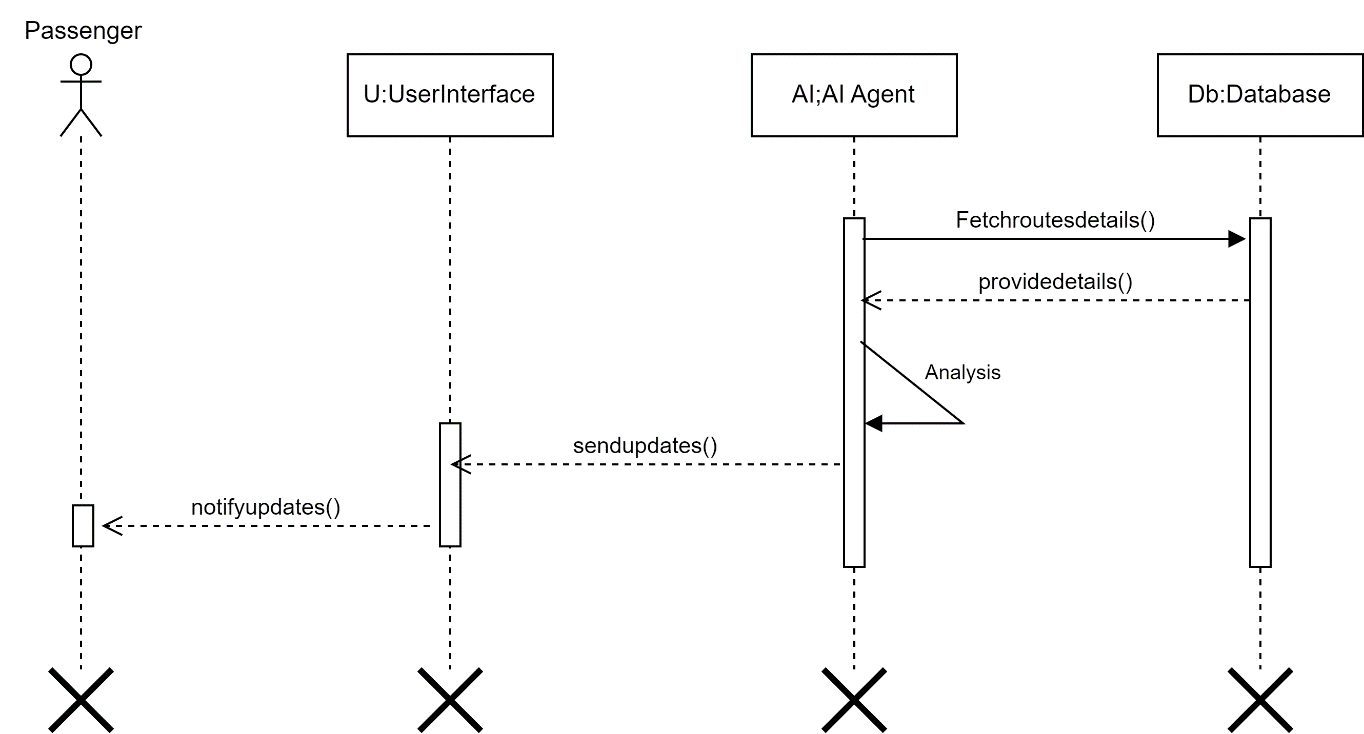 Passenger
U:UserInterface
AI;AI Agent
Db:Database
Fetchroutesdetails()
providedetails()
Analysis
sendupdates()
notifyupdates()